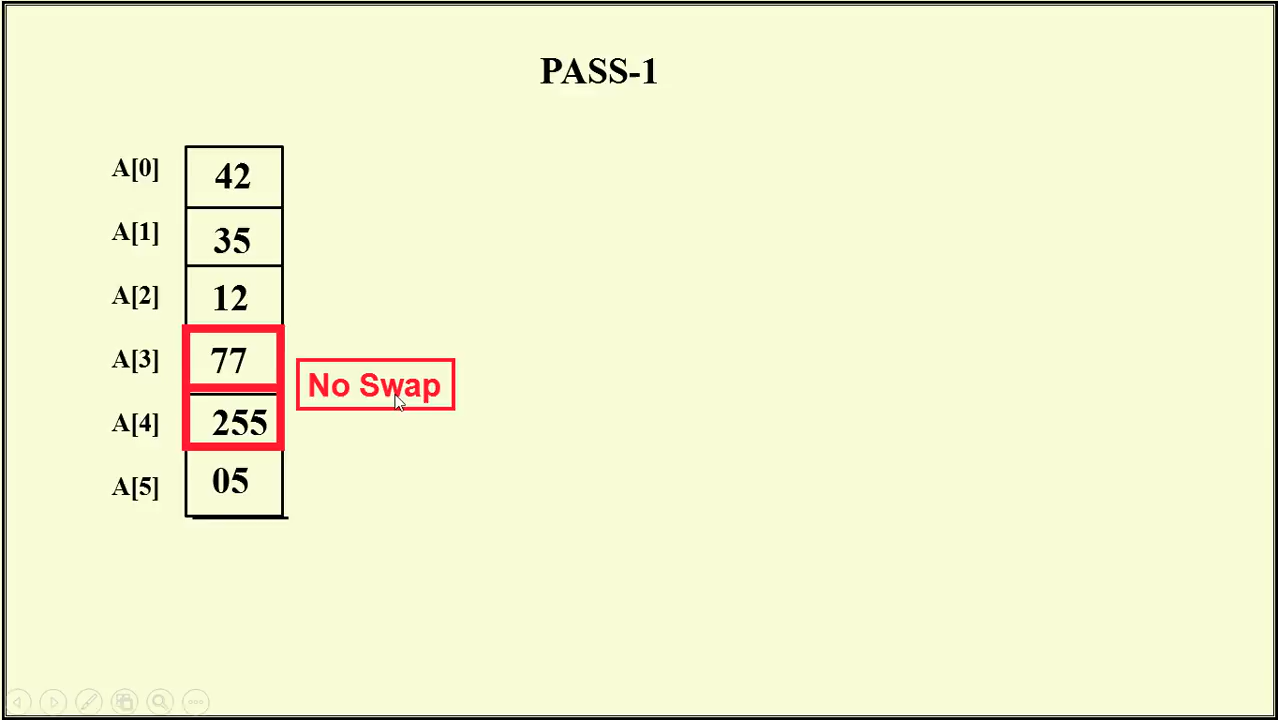 PASS-1
A[0] 42
A[1] 35
A[2] 12
A[3] 77
No Swap
A[4] 255
A[5] 05